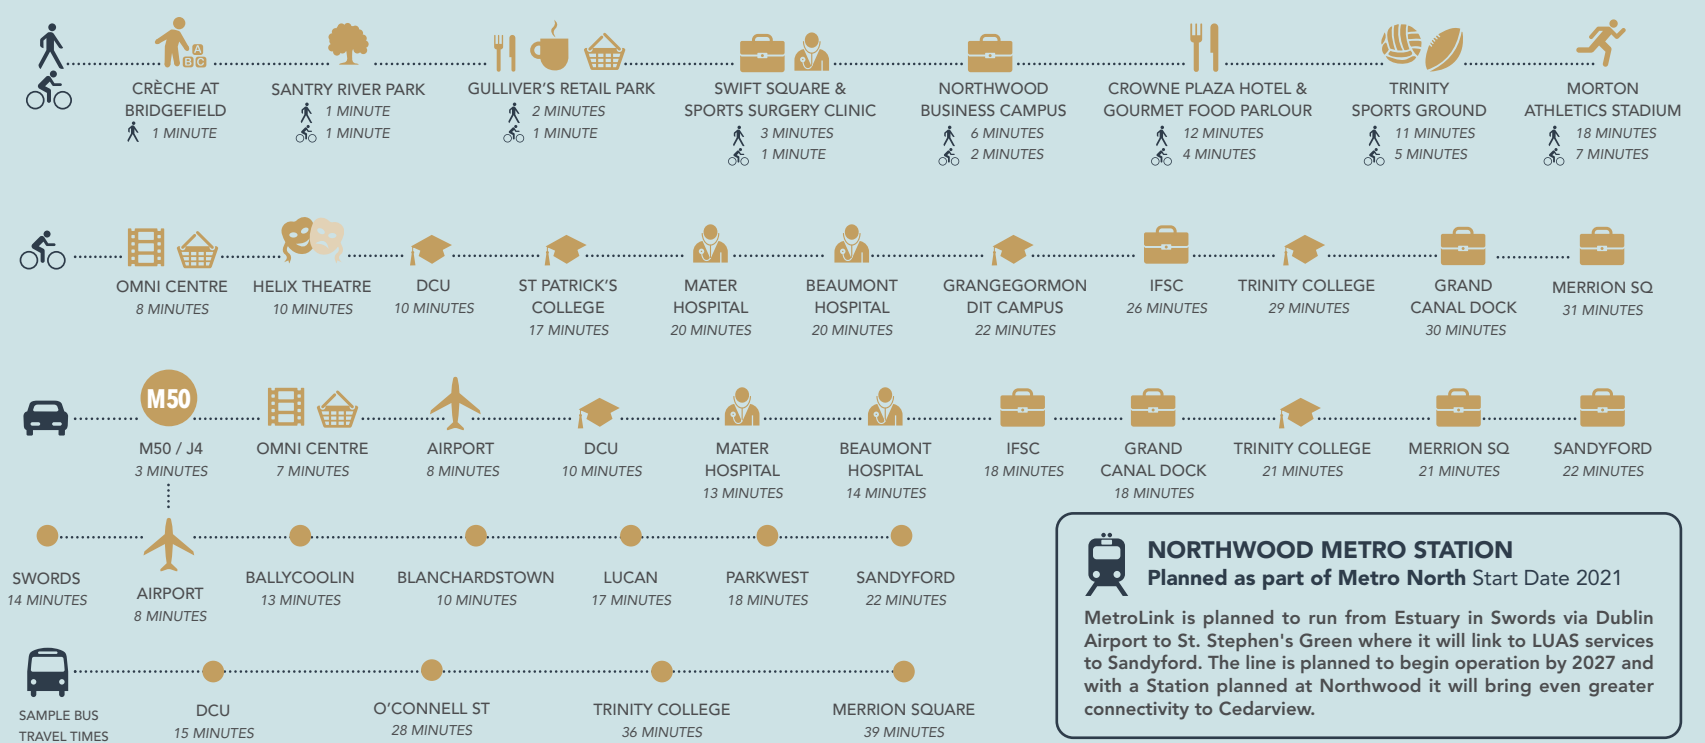 A
B C
CRÈCHE AT
BRIDGEFIELD
1 MINUTE
SANTRY RIVER PARK
1 MINUTE
1 MINUTE
GULLIVER'S RETAIL PARK
2 MINUTES
1 MINUTE
SWIFT SQUARE &
SPORTS SURGERY CLINIC
3 MINUTES
1 MINUTE
NORTHWOOD
BUSINESS CAMPUS
6 MINUTES
2 MINUTES
CROWNE PLAZA HOTEL &
GOURMET FOOD PARLOUR
12 MINUTES
4 MINUTES
TRINITY
SPORTS GROUND
11 MINUTES
5 MINUTES
MORTON
ATHLETICS STADIUM
18 MINUTES
7 MINUTES
OMNI CENTRE
8 MINUTES
HELIX THEATRE
10 MINUTES
DCU
10 MINUTES
ST PATRICK'S
COLLEGE
17 MINUTES
MATER
HOSPITAL
20 MINUTES
BEAUMONT
HOSPITAL
20 MINUTES
GRANGEGORMON
DIT CAMPUS
22 MINUTES
IFSC
26 MINUTES
TRINITY COLLEGE
29 MINUTES
GRAND
CANAL DOCK
30 MINUTES
MERRION SQ
31 MINUTES
M50
M50 / J4
3 MINUTES
OMNI CENTRE
7 MINUTES
AIRPORT
8 MINUTES
DCU
10 MINUTES
MATER
HOSPITAL
13 MINUTES
BEAUMONT
HOSPITAL
14 MINUTES
IFSC
18 MINUTES
GRAND
CANAL DOCK
18 MINUTES
TRINITY COLLEGE
21 MINUTES
MERRION SQ
21 MINUTES
SANDYFORD
22 MINUTES
SWORDS
14 MINUTES
AIRPORT
8 MINUTES
BALLYCOOLIN
13 MINUTES
BLANCHARDSTOWN
10 MINUTES
LUCAN
17 MINUTES
PARKWEST
18 MINUTES
SANDYFORD
22 MINUTES
SAMPLE BUS
TRAVEL TIMES
DCU
15 MINUTES
O'CONNELL ST
28 MINUTES
TRINITY COLLEGE
36 MINUTES
MERRION SQUARE
39 MINUTES
NORTHWOOD METRO STATION
Planned as part of Metro North Start Date 2021
MetroLink is planned to run from Estuary in Swords via Dublin
Airport to St. Stephen's Green where it will link to LUAS services
to Sandyford. The line is planned to begin operation by 2027 and
with a Station planned at Northwood it will bring even greater
connectivity to Cedarview.